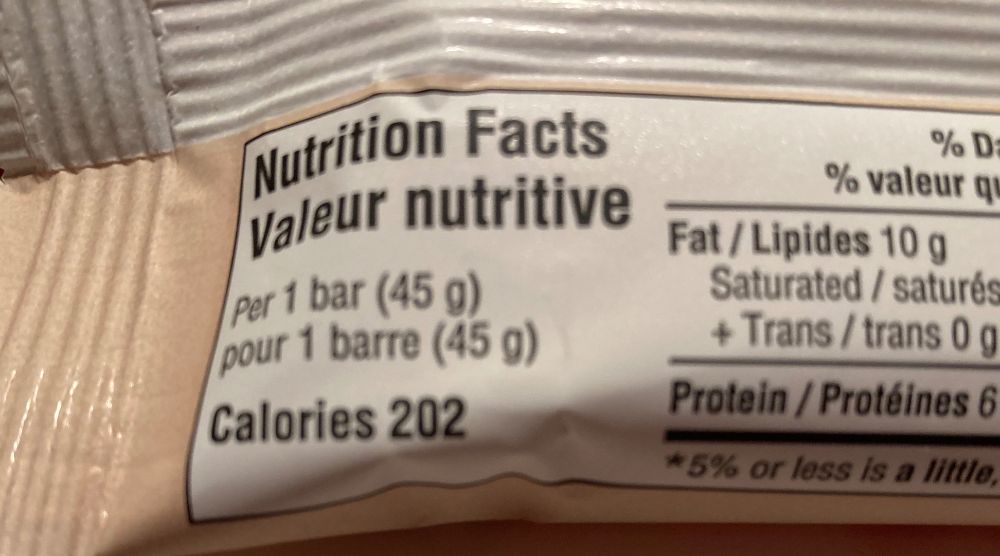 Nutrition Facts
Valeur nutritive
Per 1 bar (45 g)
pour 1 barre (45 g)
Calories 202
%
% valeur
Fat / Lipides 10 g
Saturated / saturés
+ Trans / trans 0 g
Protein / Protéines 6
*5% or less is a little,